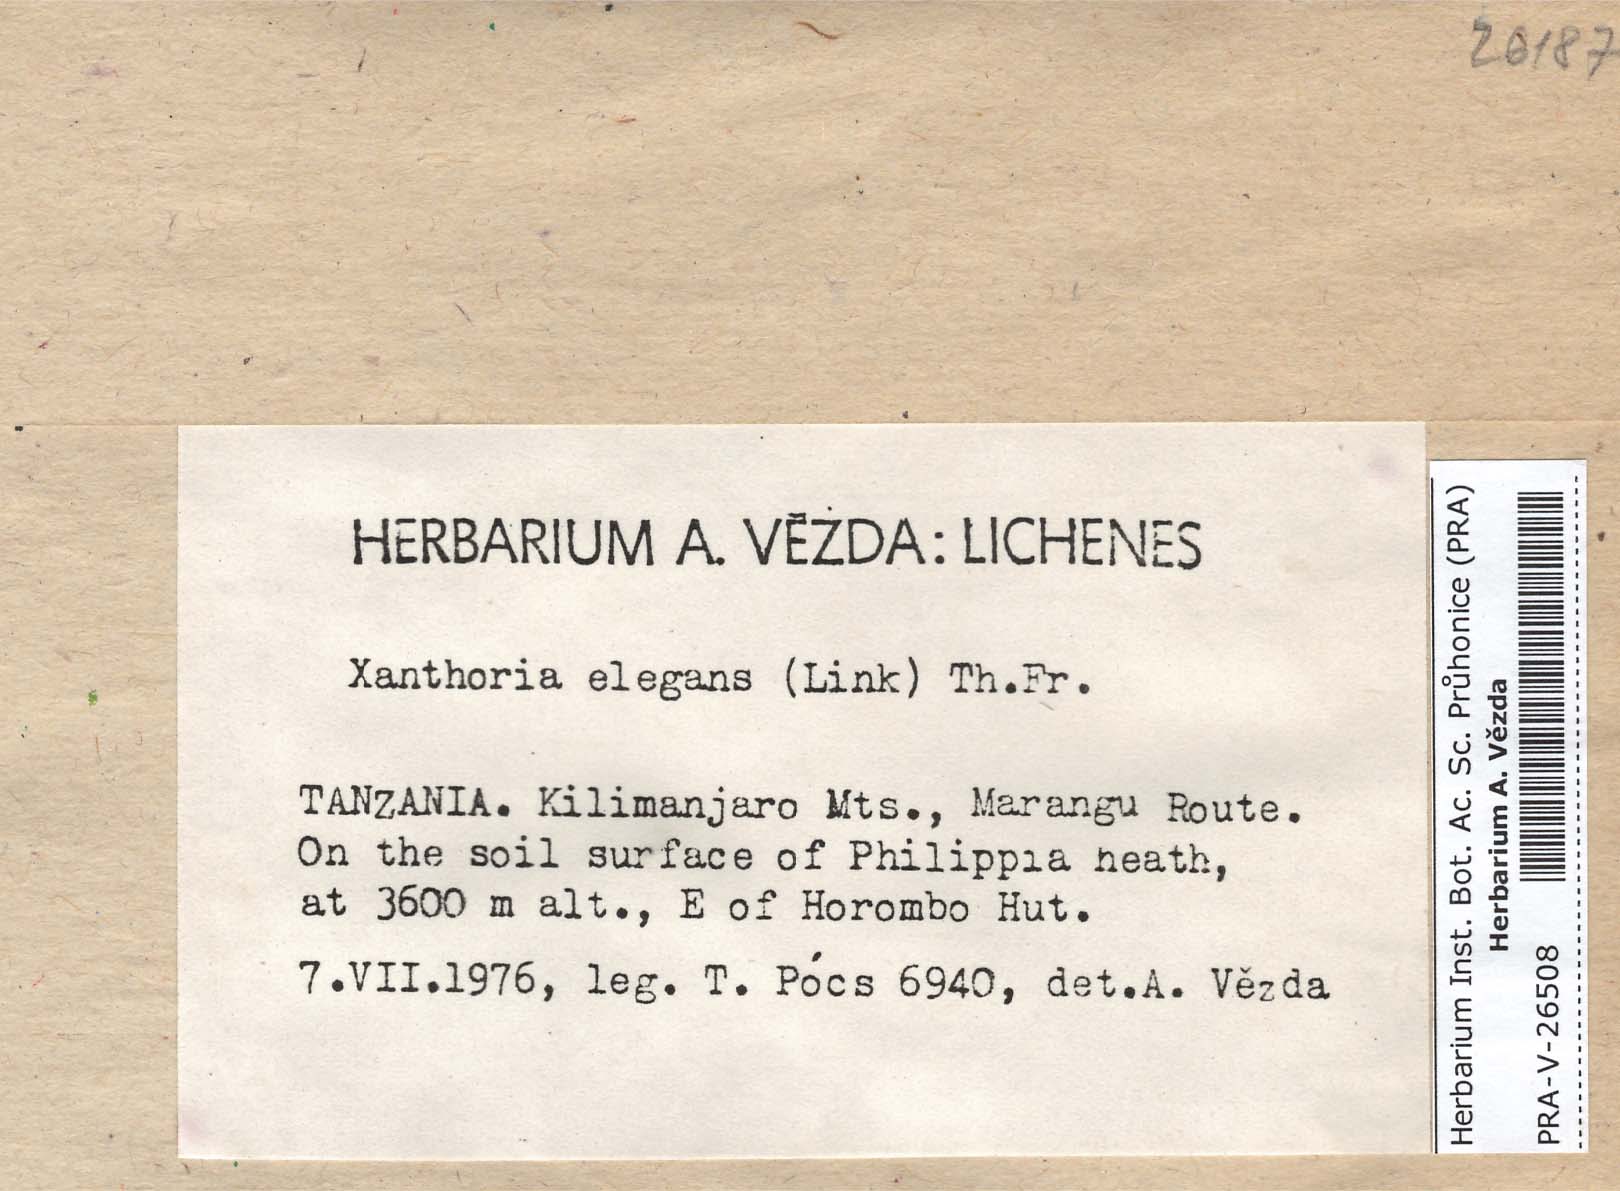 20187
HERBARIUM A. VĚZDA: LICHENES
Xanthoria elegans (Link) Th.Fr.
TANZANIA. Kilimanjaro Mts., Marangu Route.
On the soil surface of Philippia heath,
at 3600 m alt., E of Horombo Hut.
7.VII.1976, leg. T. Pócs 6940, det.A. Vězda
Herbarium Inst. Bot. Ac. Sc. Průhonice (PRA)
Herbarium A. Vězda
PRA-V-26508